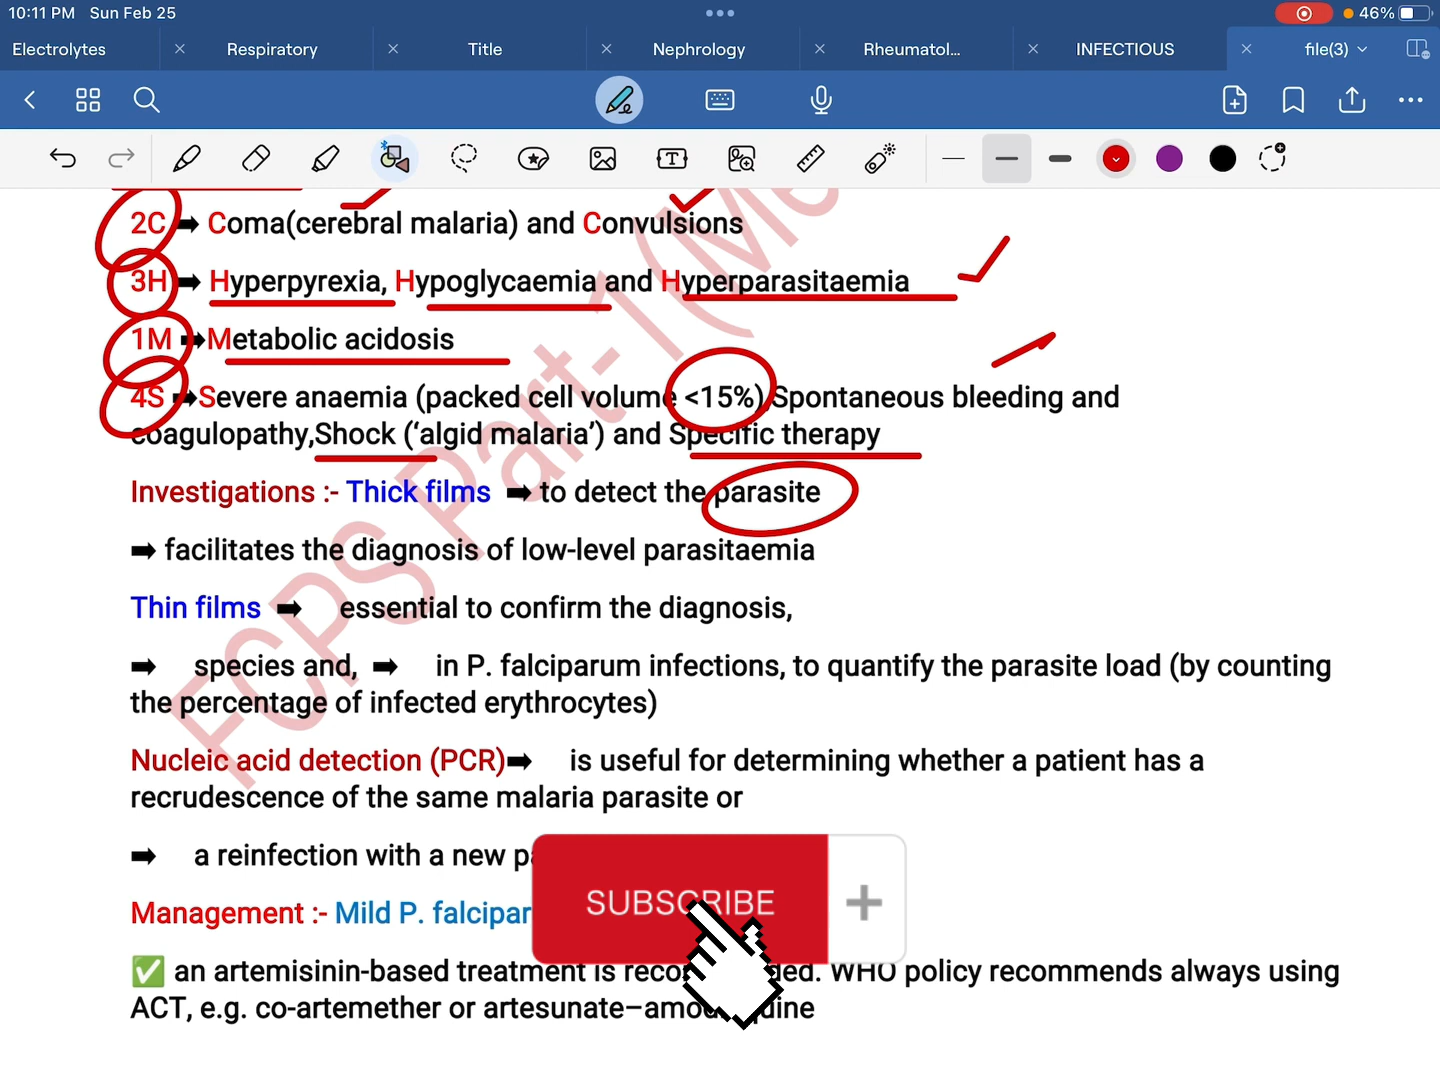 10:11 PM Sun Feb 25
46%
Electrolytes
Respiratory
Title
Nephrology
Rheumatol...
INFECTIOUS
file(3)
2C ➡ Coma(cerebral malaria) and Convulsions
3H ➡ Hyperpyrexia, Hypoglycaemia and Hyperparasitaemia
1M ➡Metabolic acidosis
4S ➡Severe anaemia (packed cell volume <15%),Spontaneous bleeding and
coagulopathy,Shock (‘algid malaria’) and Specific therapy
Investigations :- Thick films ➡ to detect the parasite
➡ facilitates the diagnosis of low-level parasitaemia
Thin films ➡ essential to confirm the diagnosis,
➡ species and, ➡ in P. falciparum infections, to quantify the parasite load (by counting
the percentage of infected erythrocytes)
Nucleic acid detection (PCR)➡ is useful for determining whether a patient has a
recrudescence of the same malaria parasite or
➡ a reinfection with a new
SUBSCRIBE
Management :- Mild P.
✅ an artemisinin-based treatment is WHO policy recommends always using
ACT, e.g. co-artemether or
FCPS Part-1(Me